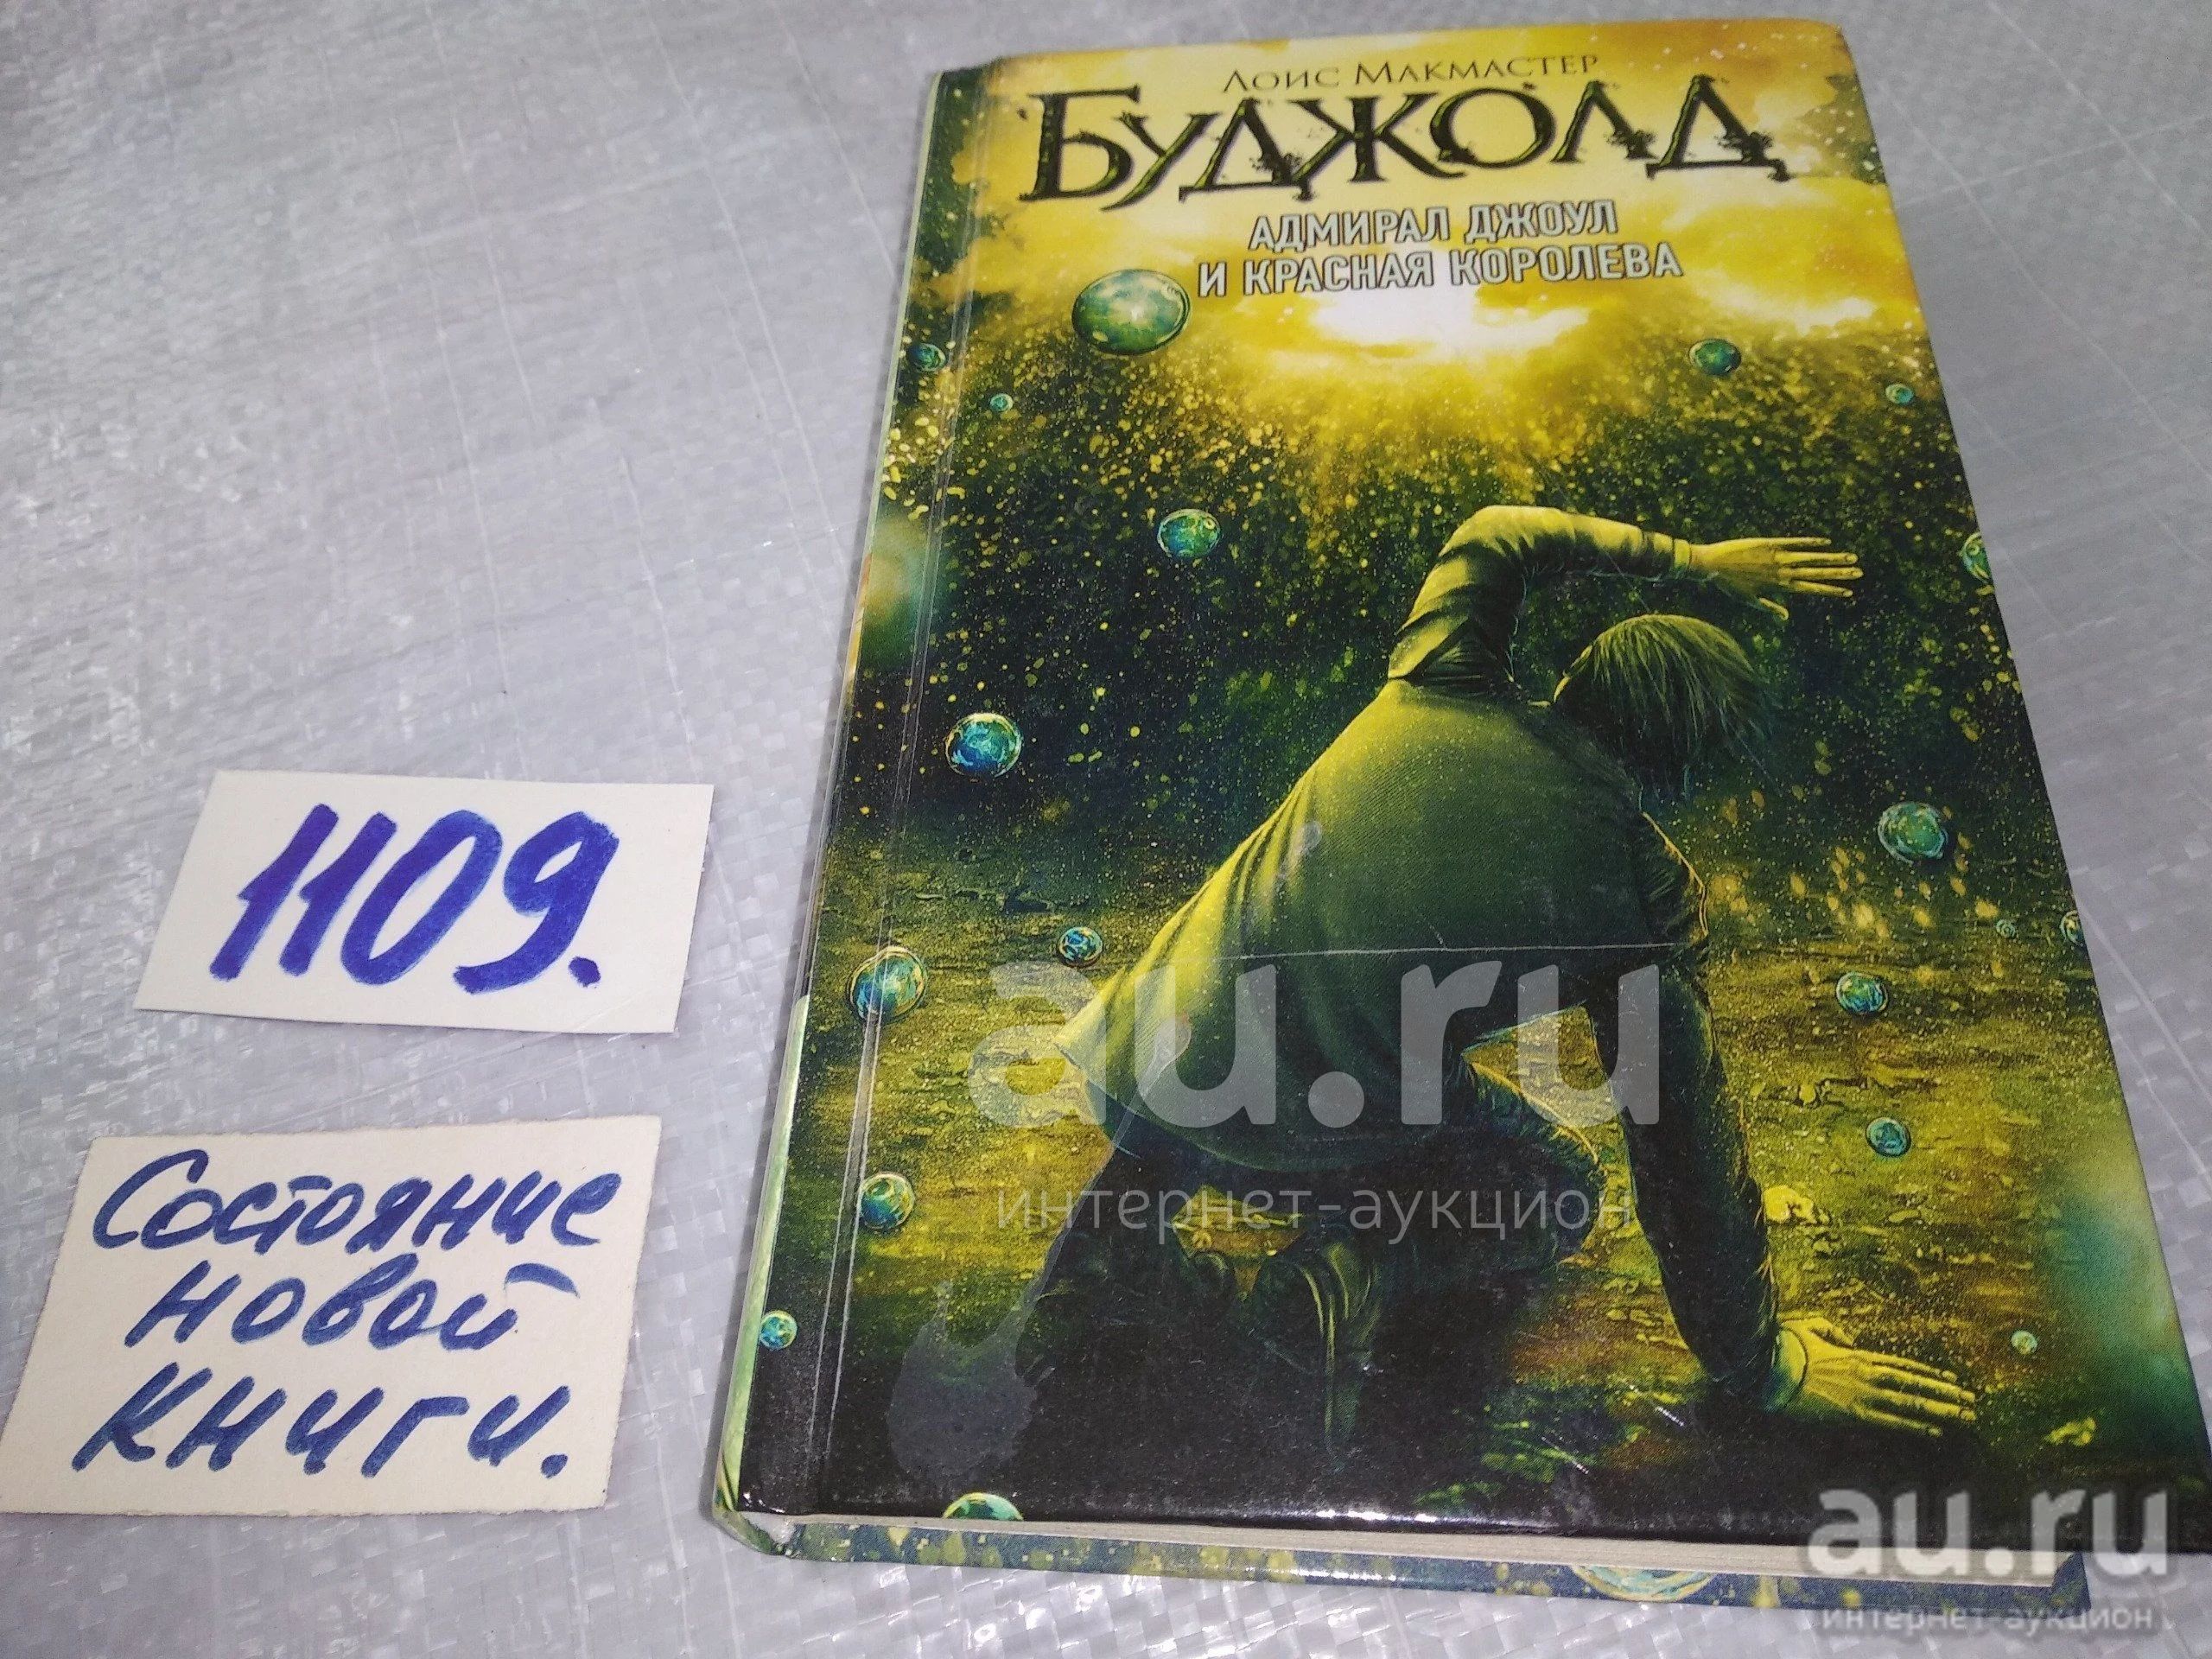 Лоис Макмастер
Буджолд
АДМИРАЛ ДЖОУЛ
И КРАСНАЯ КОРОЛЕВА
1109.
Состояние
новой
книги.
au.ru
интернет-аукцион
au.ru
интернет-аукцион